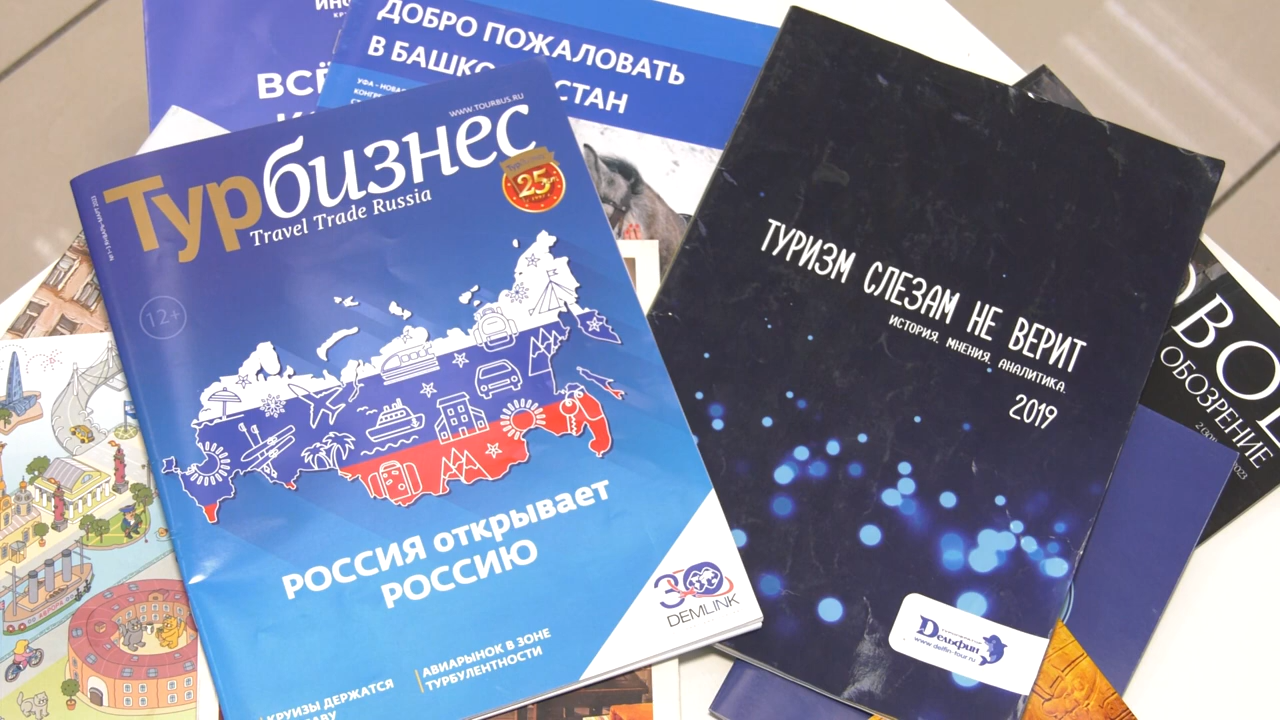 ДОБРО ПОЖАЛОВАТЬ
В БАШКО СТАН
ВСЁ
WWW.TOURBUS.RU
Турбизнес
Travel Trade Russia
25
12+
РОССИЯ открывает
РОССИЮ
360
DEMLINK
АВИАРЫНОК В ЗОНЕ
ТУРБУЛЕНТНОСТИ
КРУИЗЫ ДЕРЖАТСЯ
ТУРИЗМ СЛЕЗАМ НЕ ВЕРИТ
ИСТОРИЯ. МНЕНИЯ. АНАЛИТИКА.
2019
Дельфин
www.delfin-tour.ru
ОБОЗРЕНИЕ